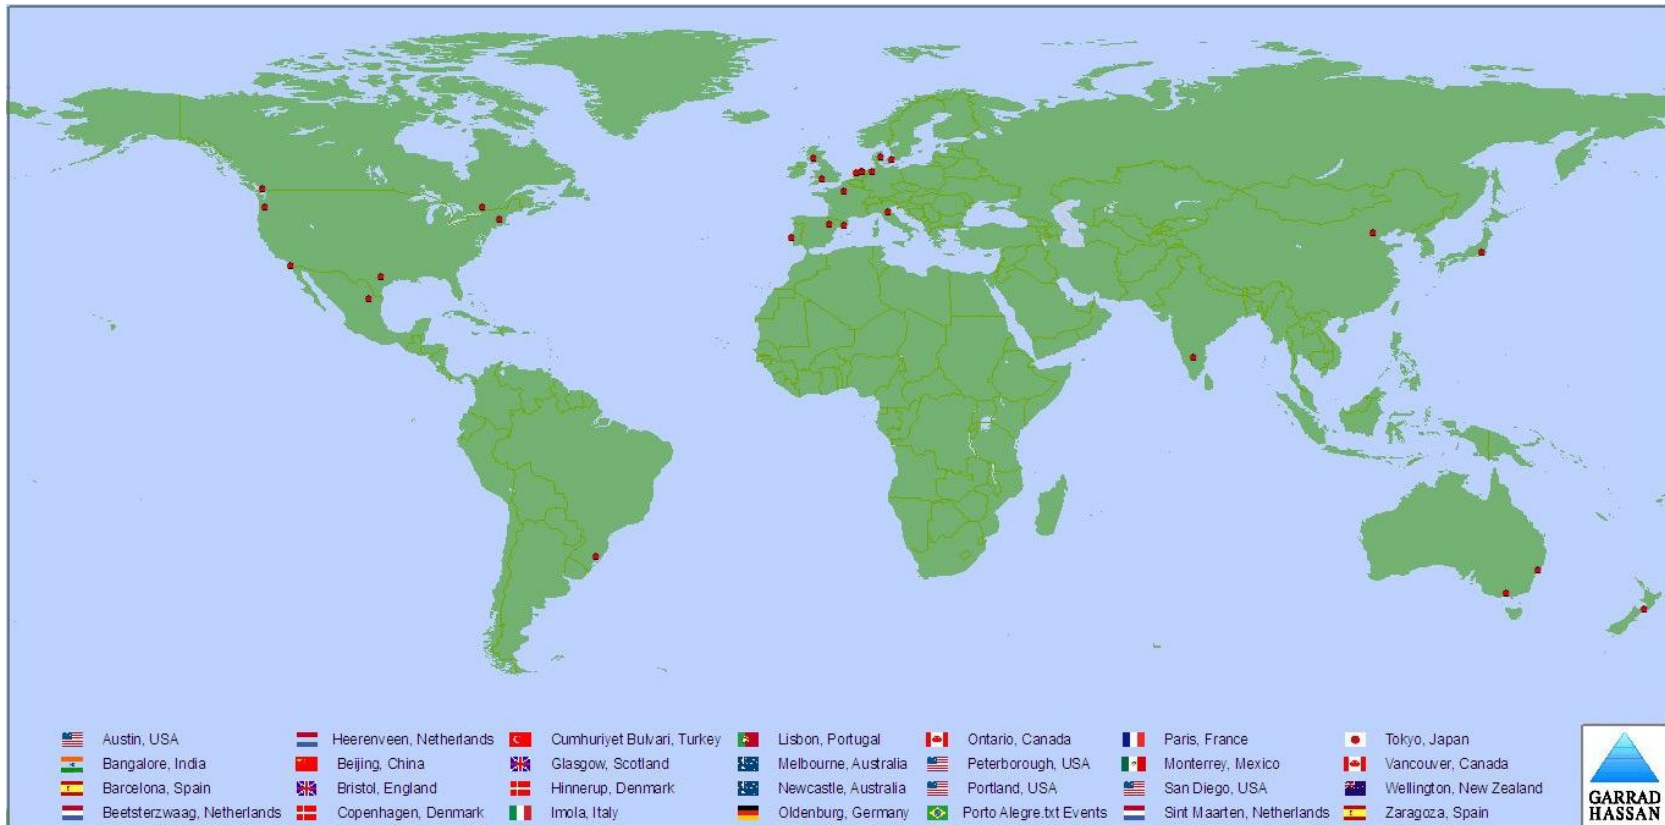 Austin, USA Heerenveen, Netherlands Cumhuriyet Bulvari, Turkey Lisbon, Portugal Ontario, Canada Paris, France Tokyo, Japan
Bangalore, India Beijing, China Glasgow, Scotland Melbourne, Australia Peterborough, USA Monterrey, Mexico Vancouver, Canada
Barcelona, Spain Bristol, England Hinnerup, Denmark Newcastle, Australia Portland, USA San Diego, USA Wellington, New Zealand
Beetsterzwaag, Netherlands Copenhagen, Denmark Imola, Italy Oldenburg, Germany Porto Alegre.txt Events Sint Maarten, Netherlands Zaragoza, Spain
GARRAD
HASSAN